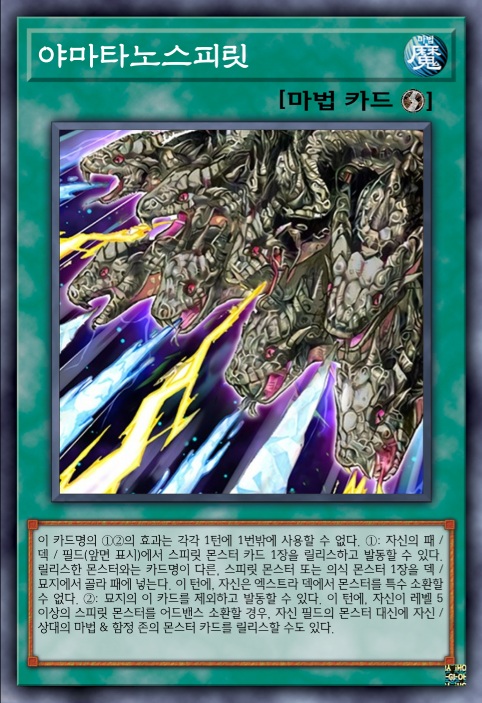 야마타노스피릿
마법
魔
[마법 카드]
이 카드명의 ①②의 효과는 각각 1턴에 1번밖에 사용할 수 없다. ①: 자신의 패 /
덱 / 필드(앞면 표시)에서 스피릿 몬스터 카드 1장을 릴리스하고 발동할 수 있다.
릴리스한 몬스터와는 카드명이 다른, 스피릿 몬스터 또는 의식 몬스터 1장을 덱 /
묘지에서 골라 패에 넣는다. 이 턴에, 자신은 엑스트라 덱에서 몬스터를 특수 소환할
수 없다. ②: 묘지의 이 카드를 제외하고 발동할 수 있다. 이 턴에, 자신이 레벨 5
이상의 스피릿 몬스터를 어드밴스 소환할 경우, 자신 필드의 몬스터 대신에 자신 /
상대의 마법 & 함정 존의 몬스터 카드를 릴리스할 수도 있다.